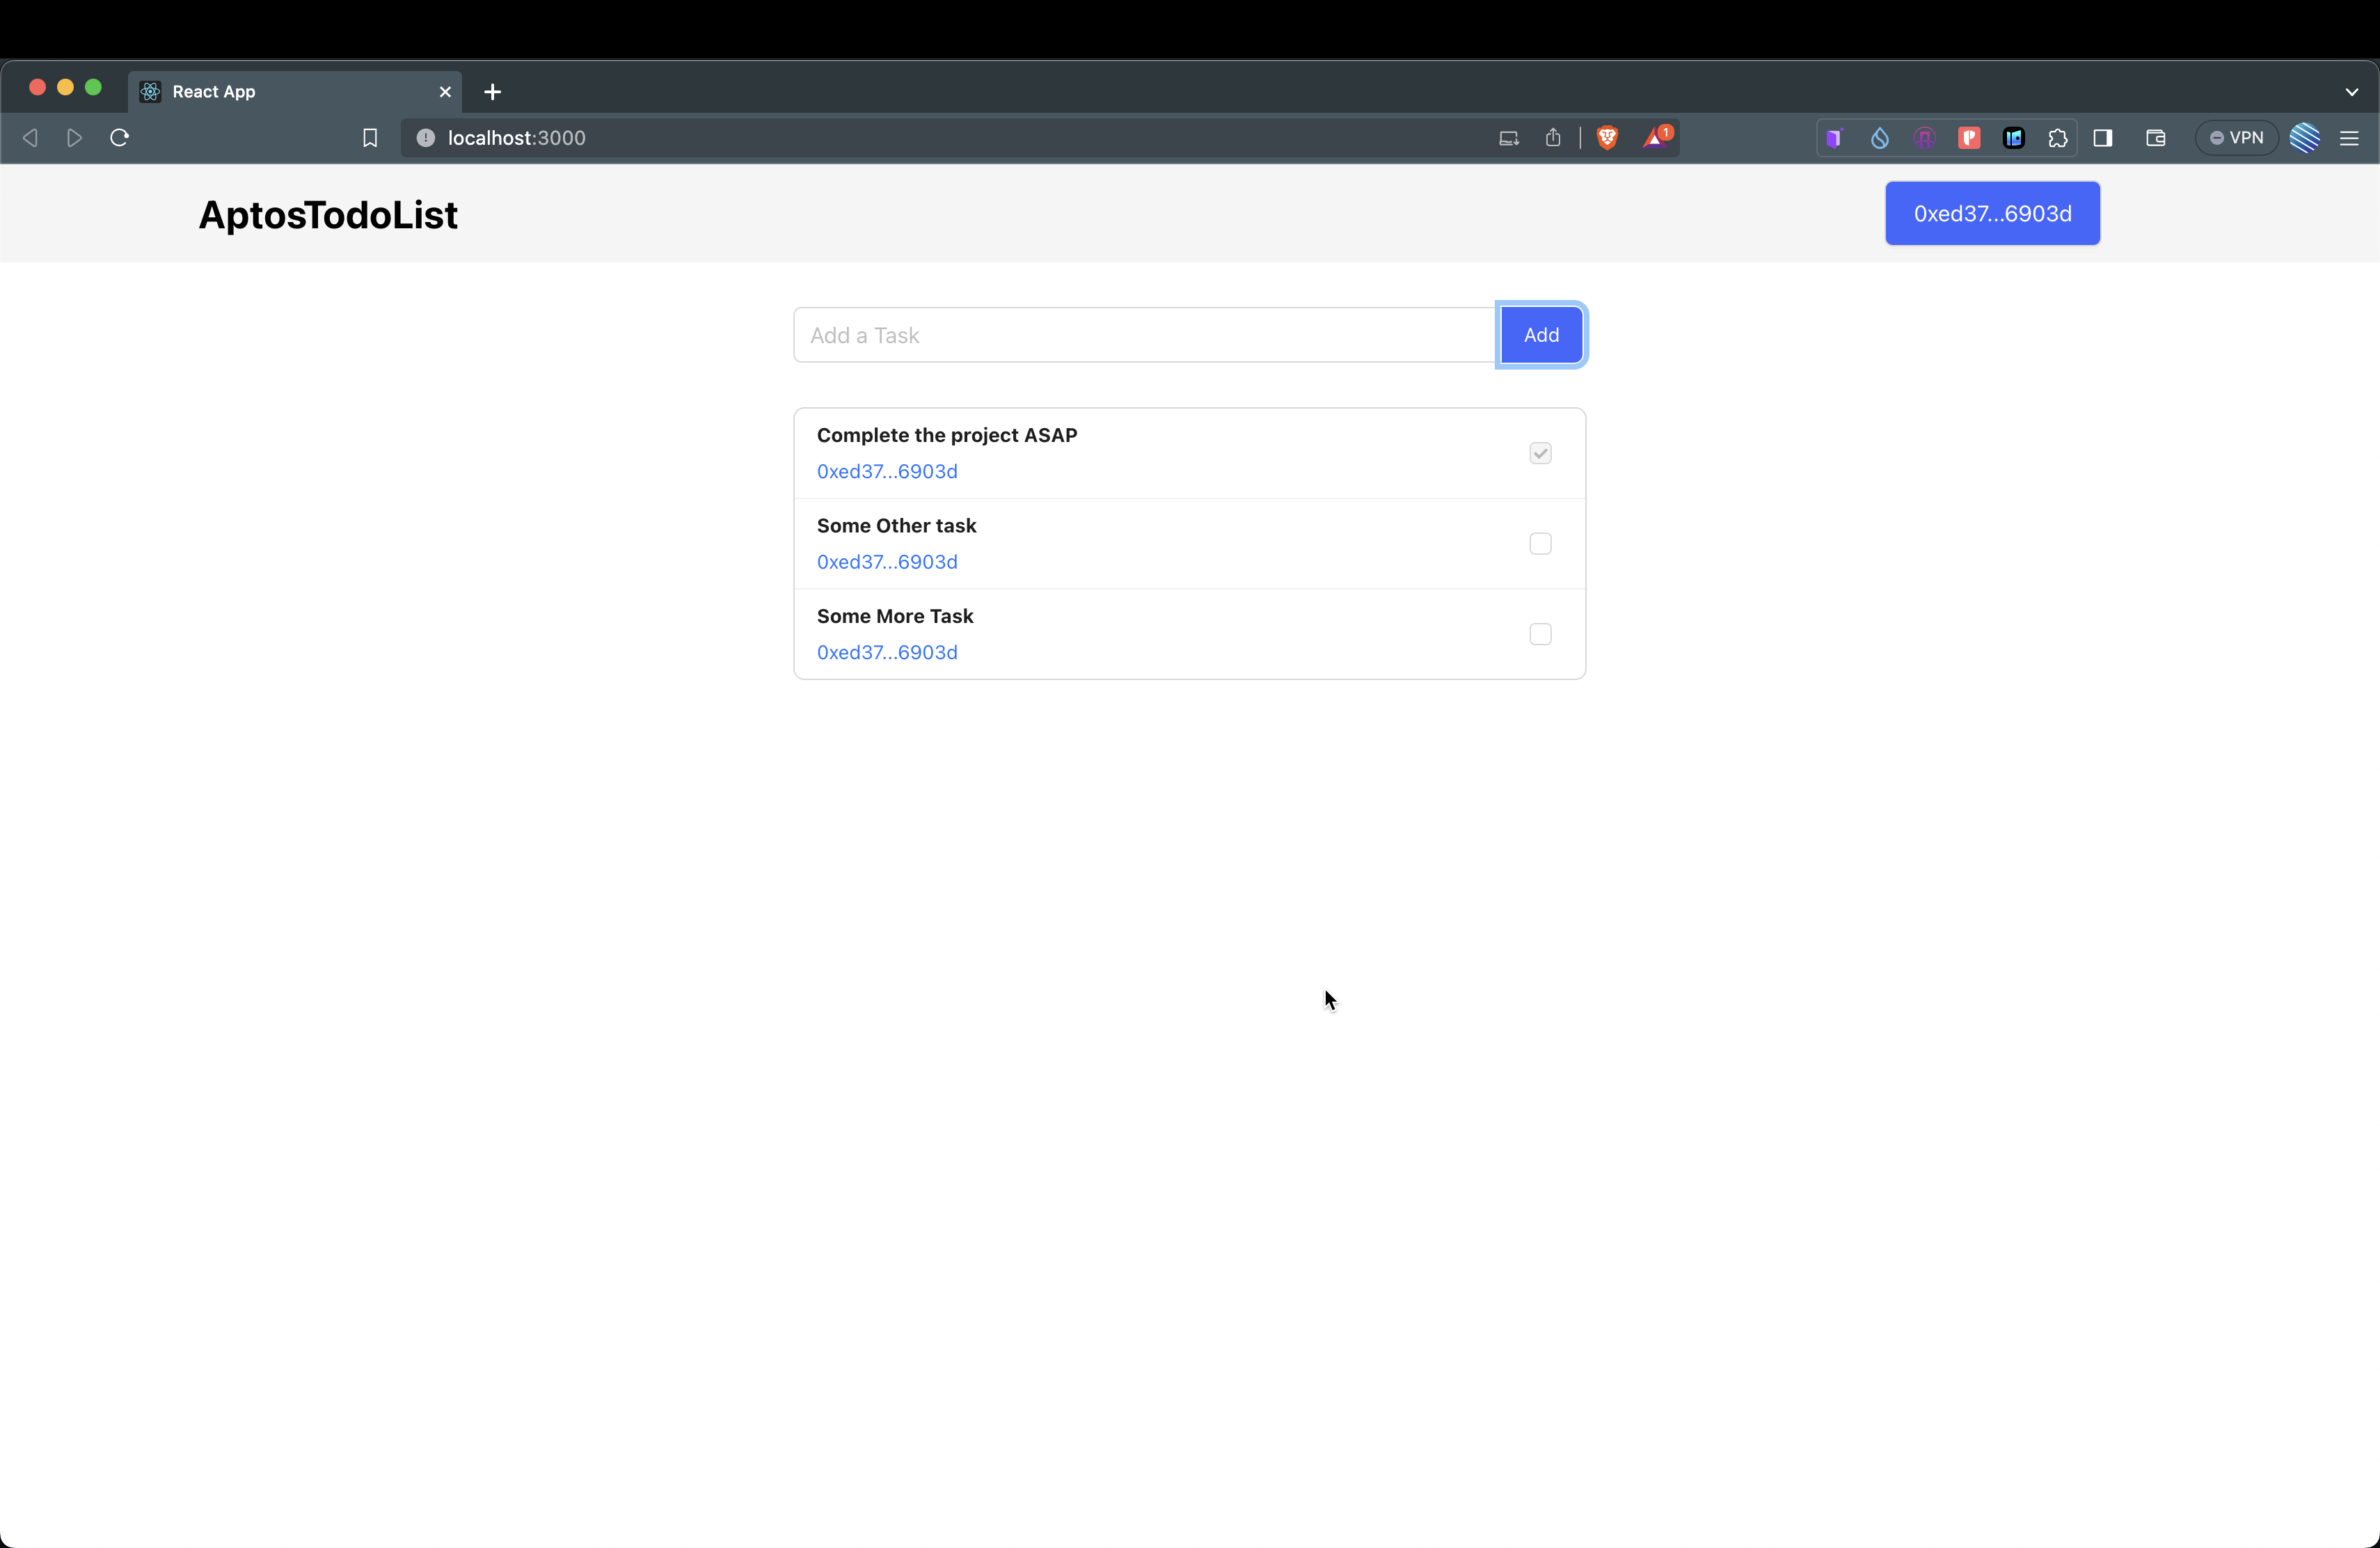 React App
localhost:3000
1
VPN
AptosTodoList
0xed37...6903d
Add a Task
Add
Complete the project ASAP
0xed37...6903d
Some Other task
0xed37...6903d
Some More Task
0xed37...6903d